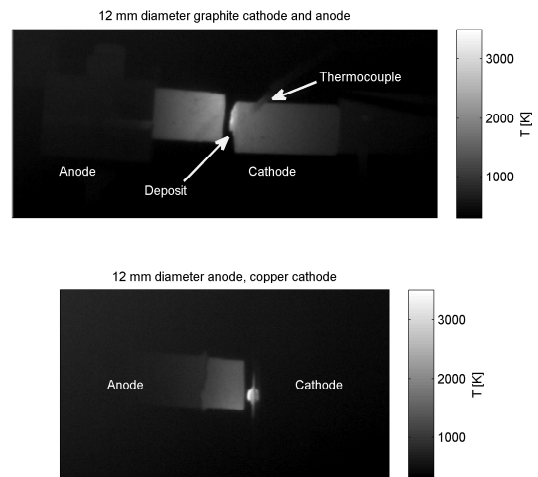 12 mm diameter graphite cathode and anode
Thermocouple
3000
2000
1000
T [K]
Anode
Deposit
Cathode
12 mm diameter anode, copper cathode
Anode
Cathode
3000
2000
1000
T [K]